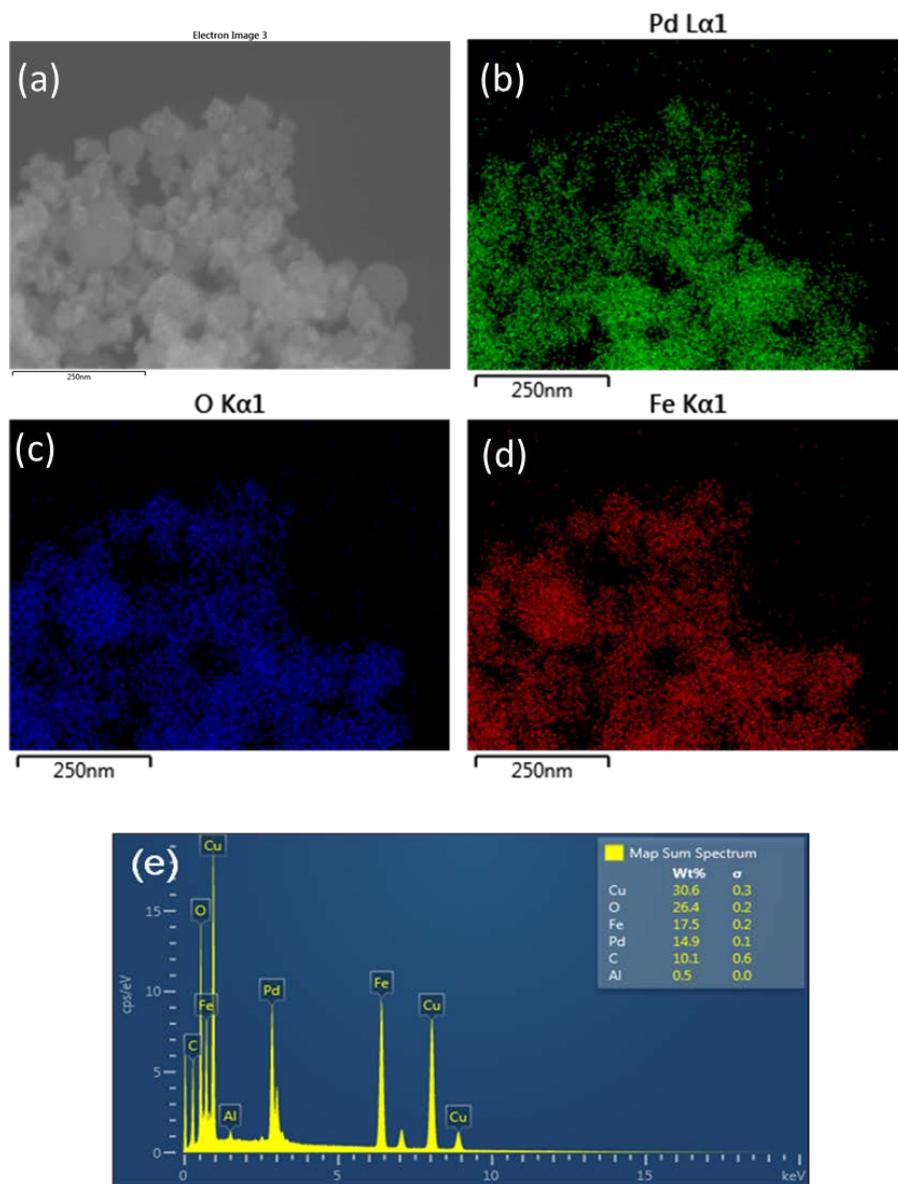 Electron Image 3
(a)
250nm
Pd Lα1
(b)
250nm
O Kα1
(c)
250nm
Fe Kα1
(d)
250nm
(e)
Cu
O
Fe
C
Al
Pd
Fe
Cu
Cu
cps/eV
15
10
5
0
0 5 10 15 keV
Map Sum Spectrum
Wt% σ
Cu 30.6 0.3
O 26.4 0.2
Fe 17.5 0.2
Pd 14.9 0.1
C 10.1 0.6
Al 0.5 0.0